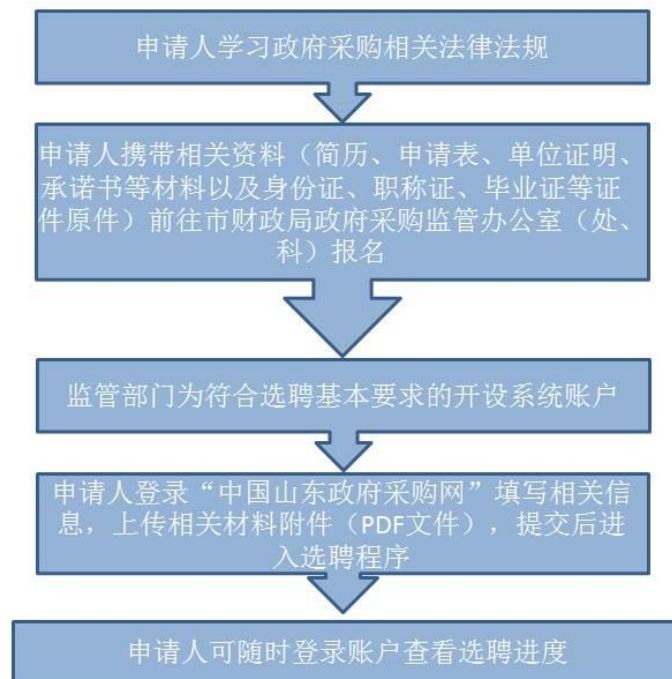 申请人学习政府采购相关法律法规
申请人携带相关资料（简历、申请表、单位证明、
承诺书等材料以及身份证、职称证、毕业证等证
件原件）前往市财政局政府采购监管办公室（处、
科）报名
监管部门为符合选聘基本要求的开设系统账户
申请人登录“中国山东政府采购网”填写相关信
息，上传相关材料附件（PDF文件），提交后进
入选聘程序
申请人可随时登录账户查看选聘进度